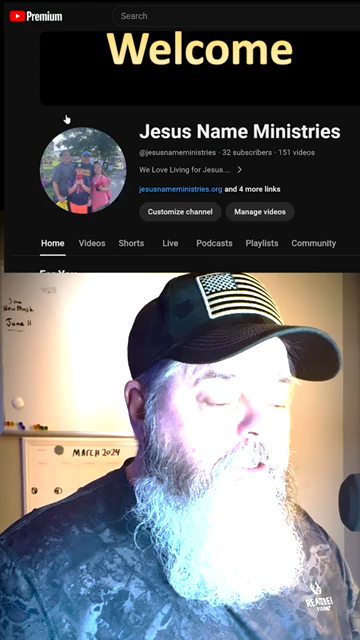 Premium
Search
Welcome
Jesus Name Ministries
@jesusnameministries · 32 subscribers · 151 videos
We Love Living for Jesus....
jesusnameministries.org and 4 more links
Customize channel
Manage videos
Home Videos Shorts Live Podcasts Playlists Community
June 11
MARCH 2024